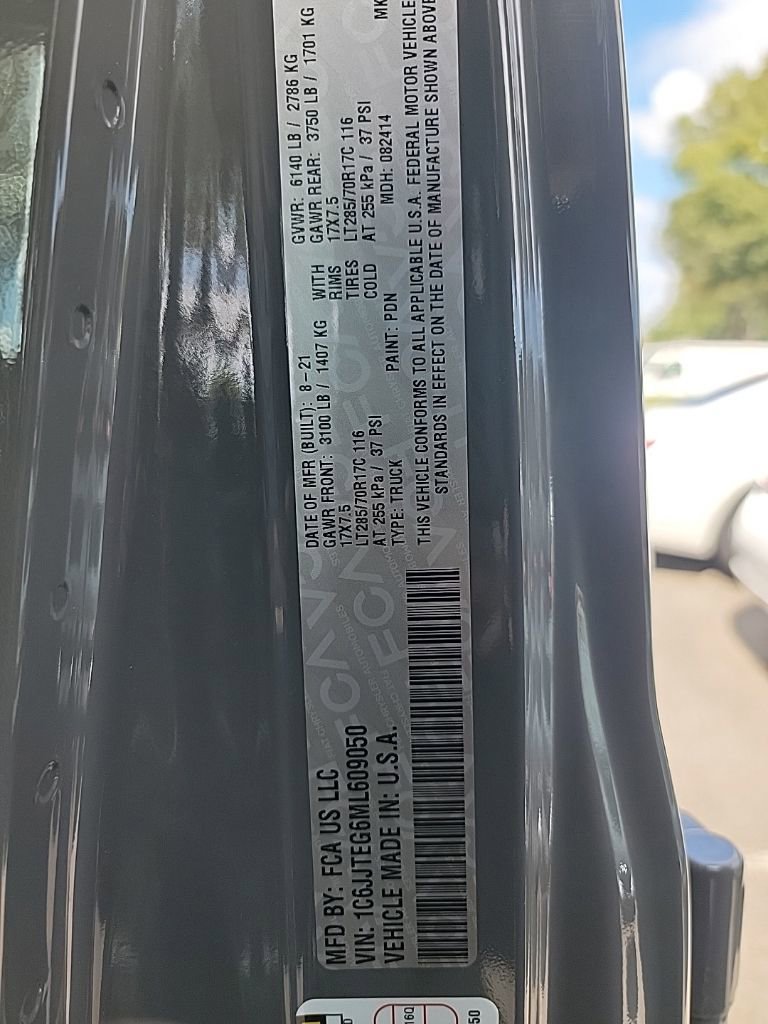 MFD BY: FCA US LLC
VIN: 1C6JJTEG6ML609050
VEHICLE MADE IN: U.S.A.
DATE OF MFR (BUILT): 8-21
GAWR FRONT: 3100 LB / 1407 KG WITH
17X7.5 RIMS
LT285/70R17C 116 TIRES
AT 255 kPa / 37 PSI COLD
TYPE: TRUCK PAINT: PDN
GVWR: 6140 LB / 2786 KG
GAWR REAR: 3750 LB / 1701 KG
17X7.5
LT285/70R17C 116
AT 255 kPa / 37 PSI
MDH: 082414 MK
THIS VEHICLE CONFORMS TO ALL APPLICABLE U.S.A. FEDERAL MOTOR VEHICLE
STANDARDS IN EFFECT ON THE DATE OF MANUFACTURE SHOWN ABOVE
16Q
50